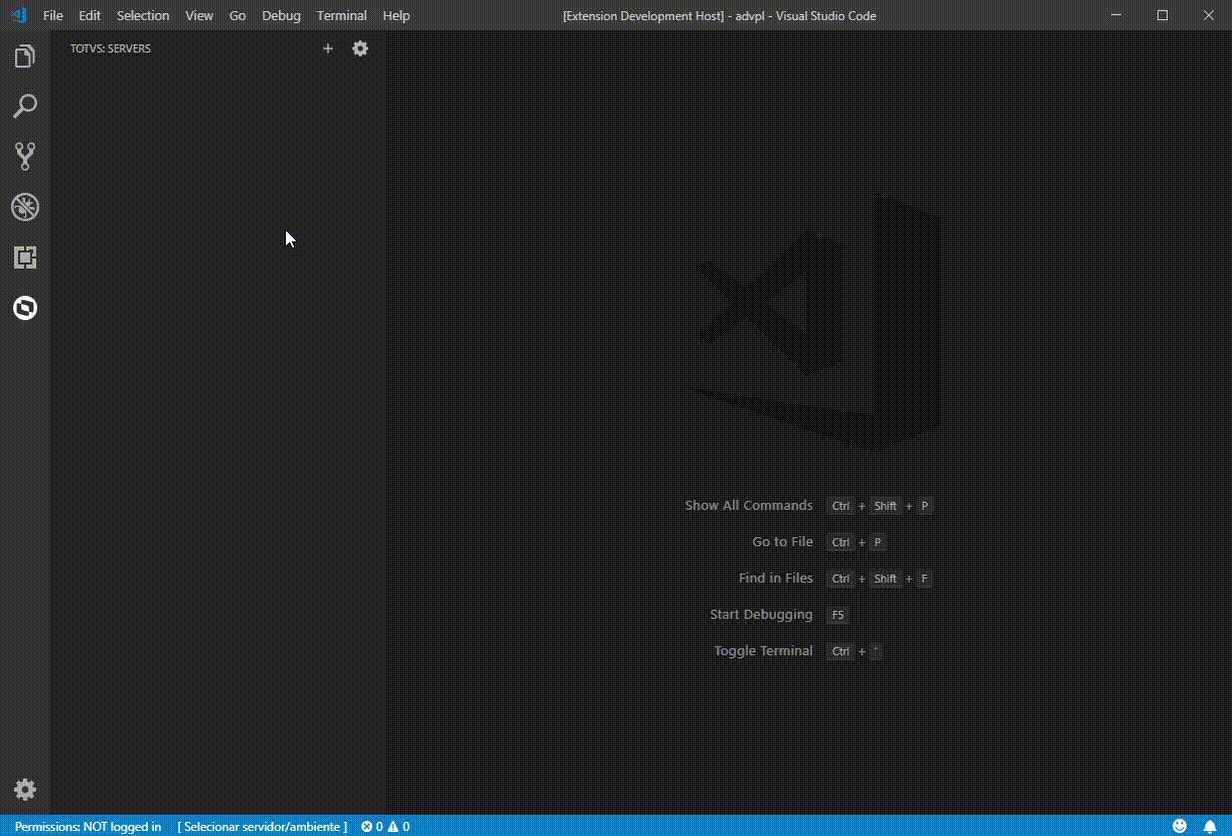 File Edit Selection View Go Debug Terminal Help [Extension Development Host] - advpl - Visual Studio Code
TOTVS: SERVERS
Show All Commands Ctrl + Shift + P
Go to File Ctrl + P
Find in Files Ctrl + Shift + F
Start Debugging F5
Toggle Terminal Ctrl + `
Permissions: NOT logged in [ Selecionar servidor/ambiente ] 0 0